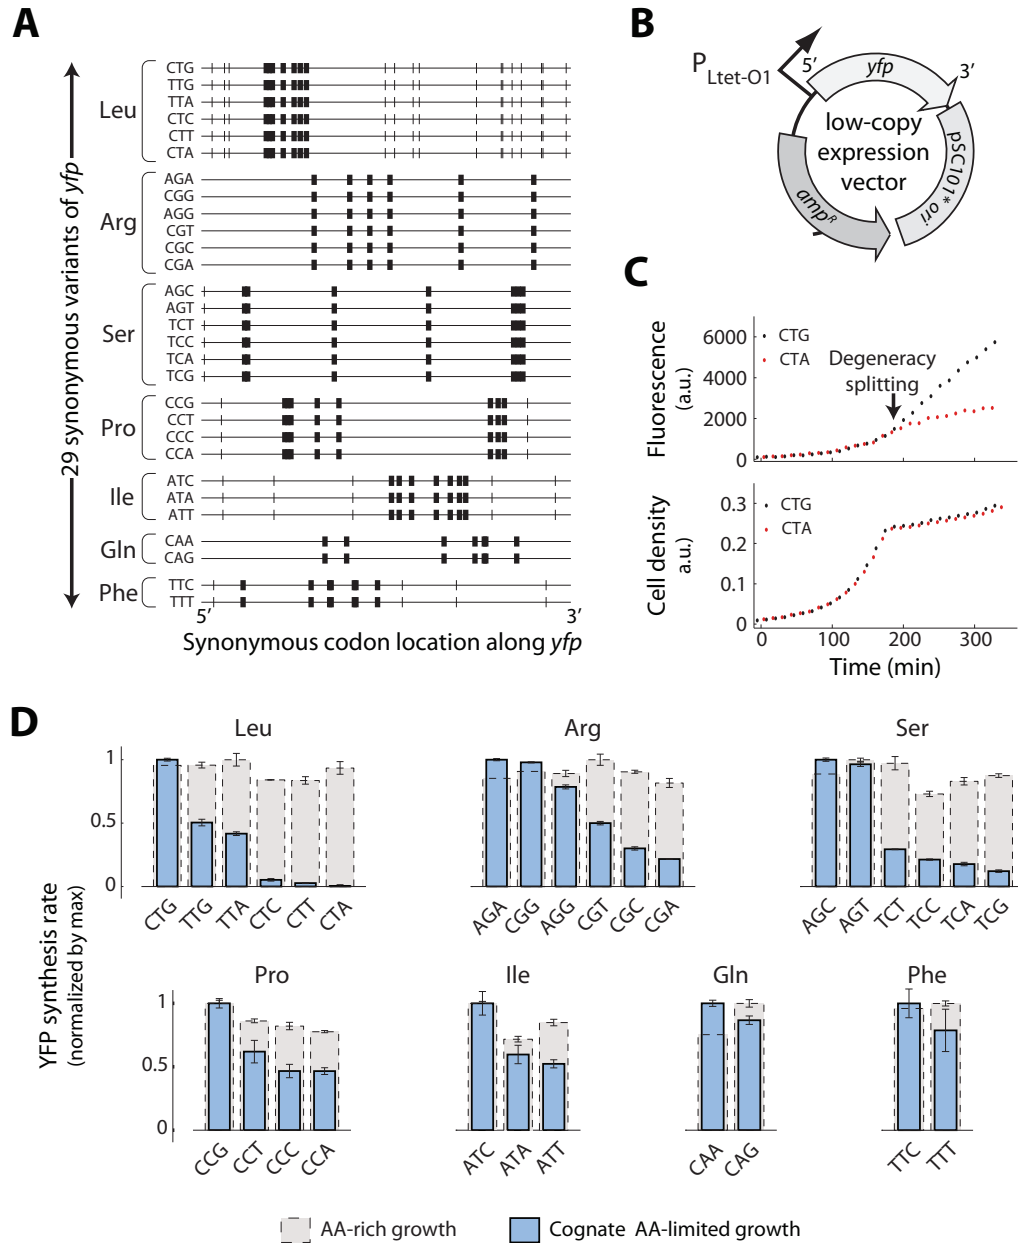 A
29 synonymous variants of yfp
Leu
CTG
TTG
TTA
CTC
CTT
CTA
Arg
AGA
CGG
AGG
CGT
CGC
CGA
Ser
AGC
AGT
TCT
TCC
TCA
TCG
Pro
CCG
CCT
CCC
CCA
Ile
ATC
ATA
ATT
Gln
CAA
CAG
Phe
TTC
TTT
5′ 3′
Synonymous codon location along yfp
B
PLtet-O1
5′
yfp
3′
low-copy
expression
vector
pSC101* ori
ampR
C
Fluorescence
(a.u.)
6000
4000
2000
0
CTG
CTA
Degeneracy
splitting
Cell density
a.u.
0.3
0.2
0.1
0
CTG
CTA
0 100 200 300
Time (min)
D
YFP synthesis rate
(normalized by max)
Leu
1
0.5
0
CTG TTG TTA CTC CTT CTA
Arg
AGA CGG AGG CGT CGC CGA
Ser
AGC AGT TCT TCC TCA TCG
Pro
1
0.5
0
CCG CCT CCC CCA
Ile
ATC ATA ATT
Gln
CAA CAG
Phe
TTC TTT
AA-rich growth
Cognate AA-limited growth